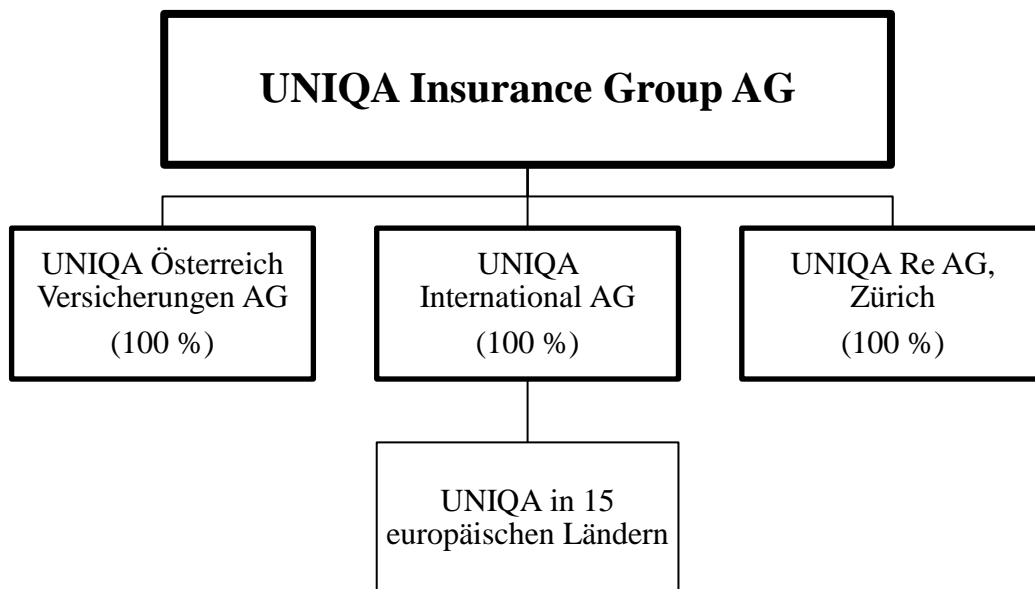 UNIQA Insurance Group AG
UNIQA Österreich
Versicherungen AG
(100 %)
UNIQA
International AG
(100 %)
UNIQA Re AG,
Zürich
(100 %)
UNIQA in 15
europäischen Ländern